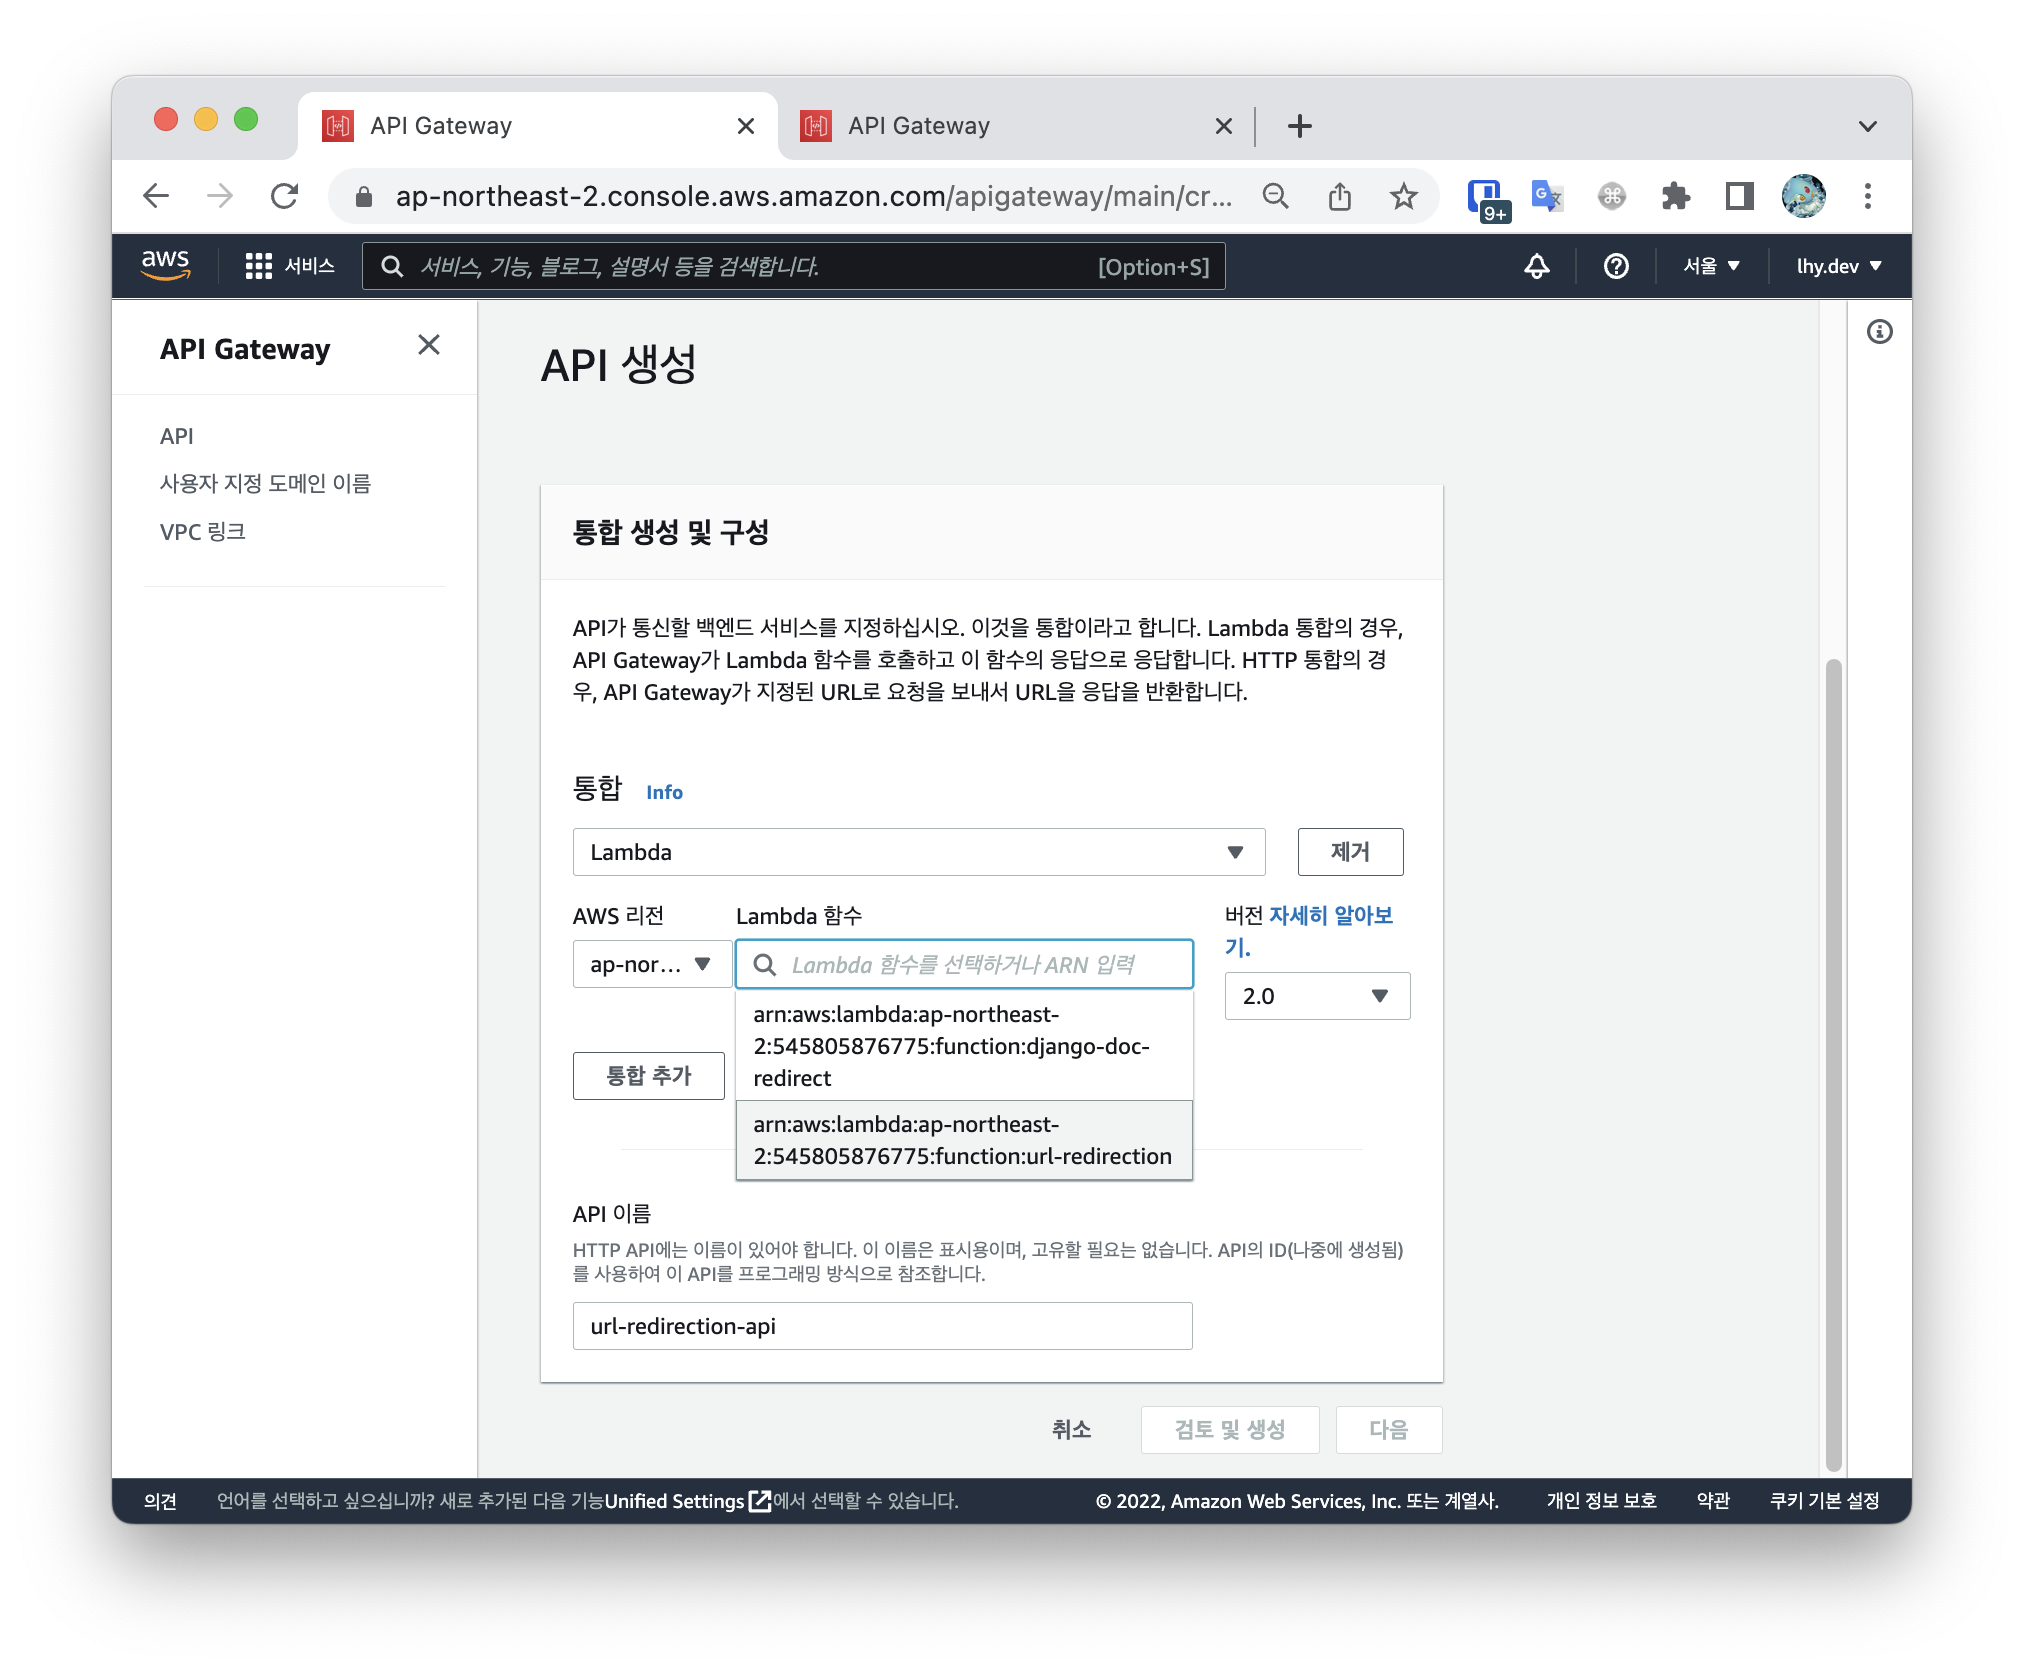 API Gateway
API Gateway
ap-northeast-2.console.aws.amazon.com/apigateway/main/cr...
9+
aws
서비스
서비스, 기능, 블로그, 설명서 등을 검색합니다.
[Option+S]
서울
lhy.dev
API Gateway
API
사용자 지정 도메인 이름
VPC 링크
API 생성
통합 생성 및 구성
API가 통신할 백엔드 서비스를 지정하십시오. 이것을 통합이라고 합니다. Lambda 통합의 경우,
API Gateway가 Lambda 함수를 호출하고 이 함수의 응답으로 응답합니다. HTTP 통합의 경
우, API Gateway가 지정된 URL로 요청을 보내서 URL을 응답을 반환합니다.
통합 Info
Lambda
제거
AWS 리전
Lambda 함수
버전 자세히 알아보
기.
ap-nor...
Lambda 함수를 선택하거나 ARN 입력
2.0
arn:aws:lambda:ap-northeast-
2:545805876775:function:django-doc-
redirect
통합 추가
arn:aws:lambda:ap-northeast-
2:545805876775:function:url-redirection
API 이름
HTTP API에는 이름이 있어야 합니다. 이 이름은 표시용이며, 고유할 필요는 없습니다. API의 ID(나중에 생성됨)
를 사용하여 이 API를 프로그래밍 방식으로 참조합니다.
url-redirection-api
취소
검토 및 생성
다음
의견
언어를 선택하고 싶으십니까? 새로 추가된 다음 기능Unified Settings에서 선택할 수 있습니다.
© 2022, Amazon Web Services, Inc. 또는 계열사.
개인 정보 보호
약관
쿠키 기본 설정